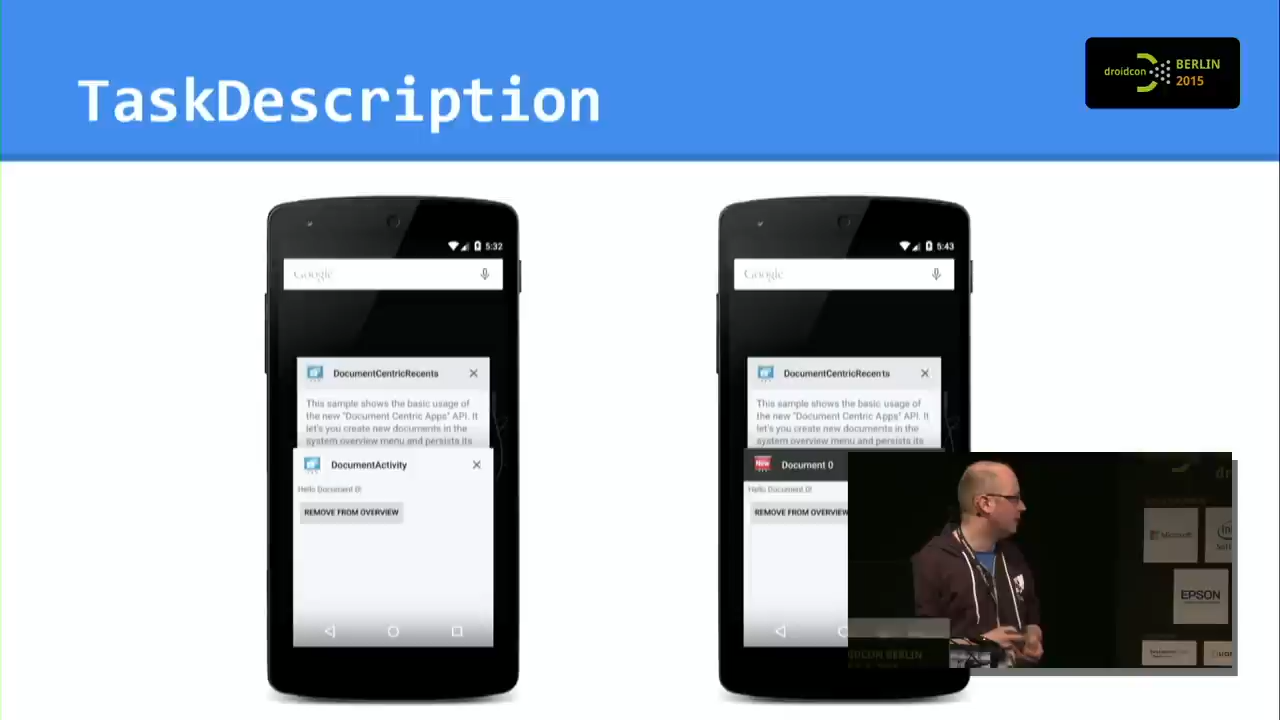 TaskDescription
droidcon
BERLIN
2015
5:32
Google
DocumentCentricRecents
This sample shows the basic usage of
the new "Document Centric Apps" API. It
let's you create new documents in the
system overview menu and persists its
DocumentActivity
Hello Document 0!
REMOVE FROM OVERVIEW
5:43
Google
DocumentCentricRecents
This sample shows the basic usage of
the new "Document Centric Apps" API. It
let's you create new documents in the
system overview menu and persists its
New
Document 0
Hello Document 0!
REMOVE FROM OVERVIEW
Microsoft
EPSON
BERLIN